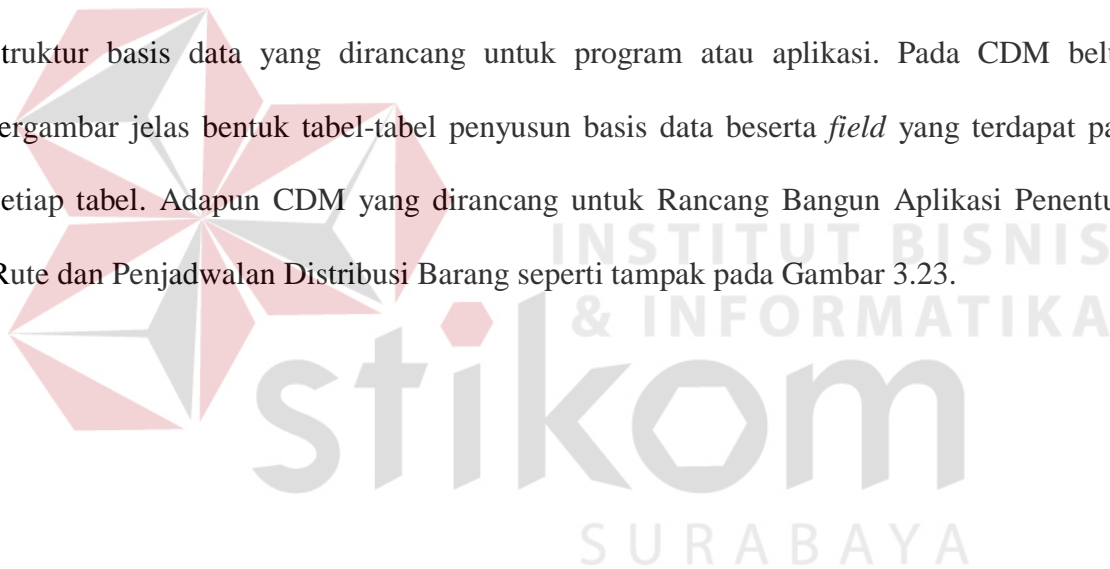 truktur basis data yang dirancang untuk program atau aplikasi. Pada CDM bel
ergambar jelas bentuk tabel-tabel penyusun basis data beserta field yang terdapat pa
etiap tabel. Adapun CDM yang dirancang untuk Rancang Bangun Aplikasi Penentu
Rute dan Penjadwalan Distribusi Barang seperti tampak pada Gambar 3.23.
INSTITUT BISNIS
& INFORMATIKA
stikom
SURABAYA